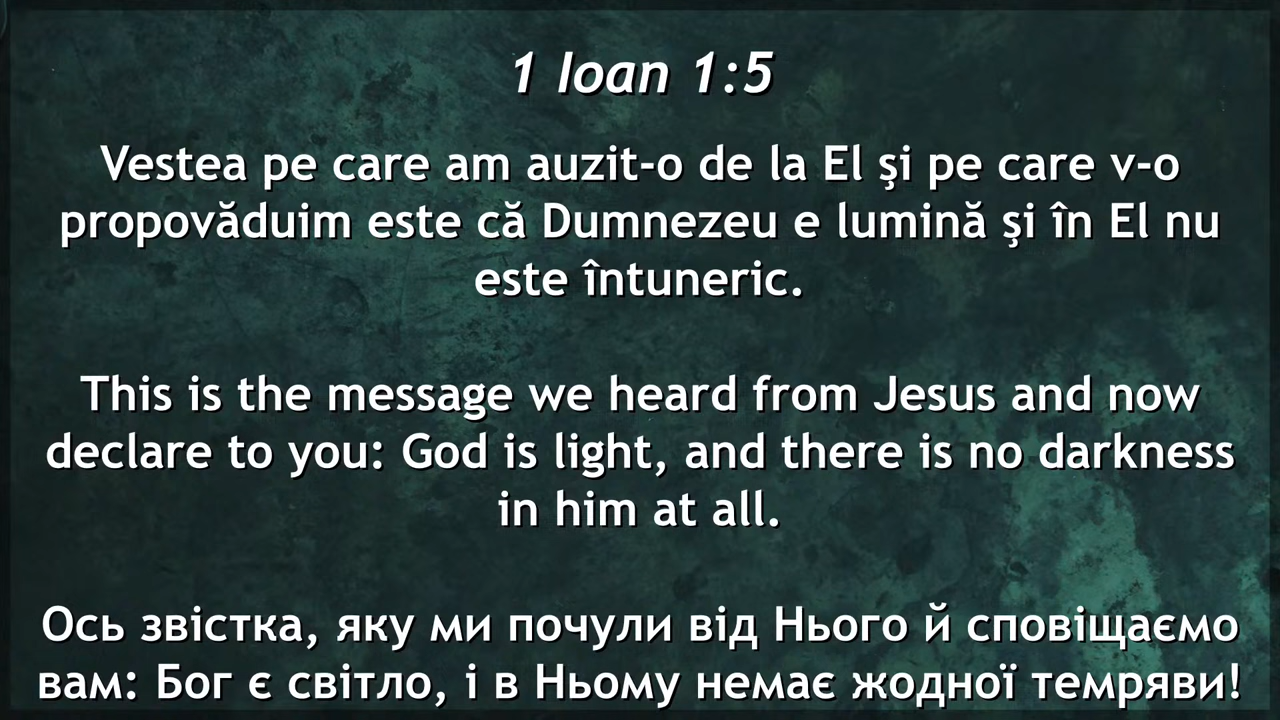 1 Ioan 1:5
Vestea pe care am auzit-o de la El şi pe care v-o
propovăduim este că Dumnezeu e lumină şi în El nu
este întuneric.
This is the message we heard from Jesus and now
declare to you: God is light, and there is no darkness
in him at all.
Ось звістка, яку ми почули від Нього й сповіщаємо
вам: Бог є світло, і в Ньому немає жодної темряви!